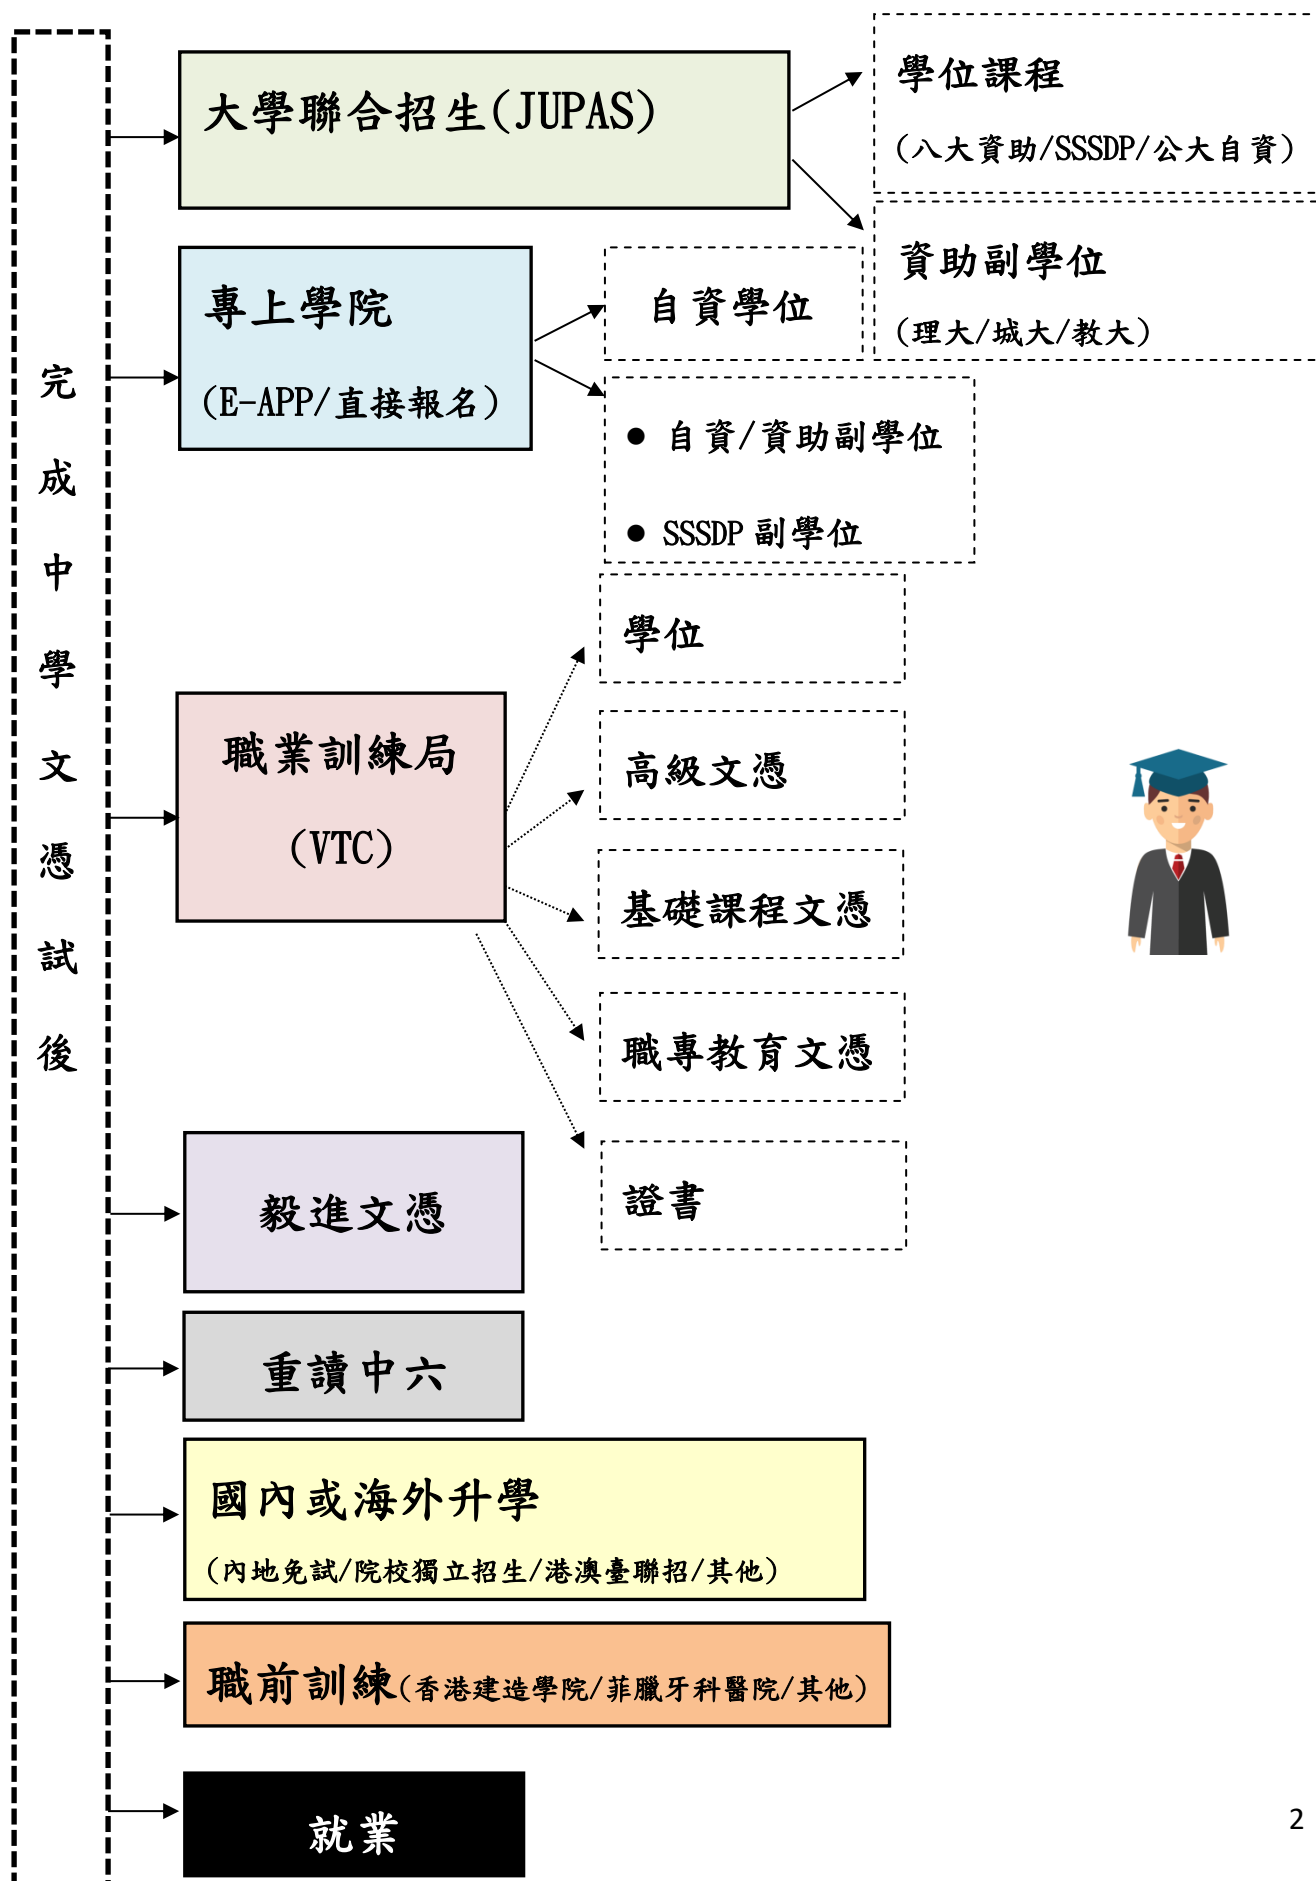 完成中學文憑試後
大學聯合招生(JUPAS)
學位課程
(八大資助/SSSDP/公大自資)
資助副學位
(理大/城大/教大)
專上學院
(E-APP/直接報名)
自資學位
● 自資/資助副學位
● SSSDP 副學位
職業訓練局
(VTC)
學位
高級文憑
基礎課程文憑
職專教育文憑
證書
毅進文憑
重讀中六
國內或海外升學
(內地免試/院校獨立招生/港澳臺聯招/其他)
職前訓練(香港建造學院/菲臘牙科醫院/其他)
就業
2